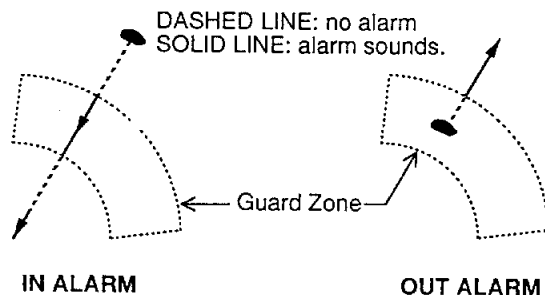 DASHED LINE: no alarm
SOLID LINE: alarm sounds.
Guard Zone
IN ALARM
OUT ALARM